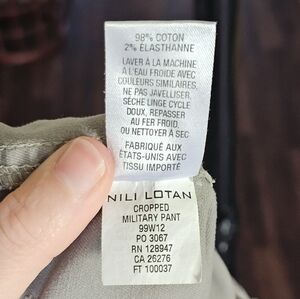 98% COTON
2% ÉLASTHANNE
LAVER À LA MACHINE
À L'EAU FROIDE AVEC
COULEURS SIMILAIRES,
NE PAS JAVELLISER,
SÈCHE LINGE CYCLE
DOUX, REPASSER
AU FER FROID,
OU NETTOYER À SEC
FABRIQUÉ AUX
ÉTATS-UNIS AVEC
TISSU IMPORTÉ
NILI LOTAN
CROPPED
MILITARY PANT
99W12
PO 3067
RN 128947
CA 26276
FT 100037